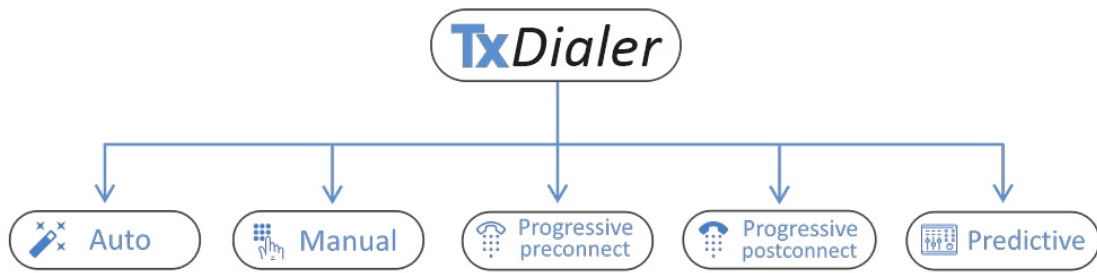 TxDialer
Auto
Manual
Progressive
preconnect
Progressive
postconnect
Predictive